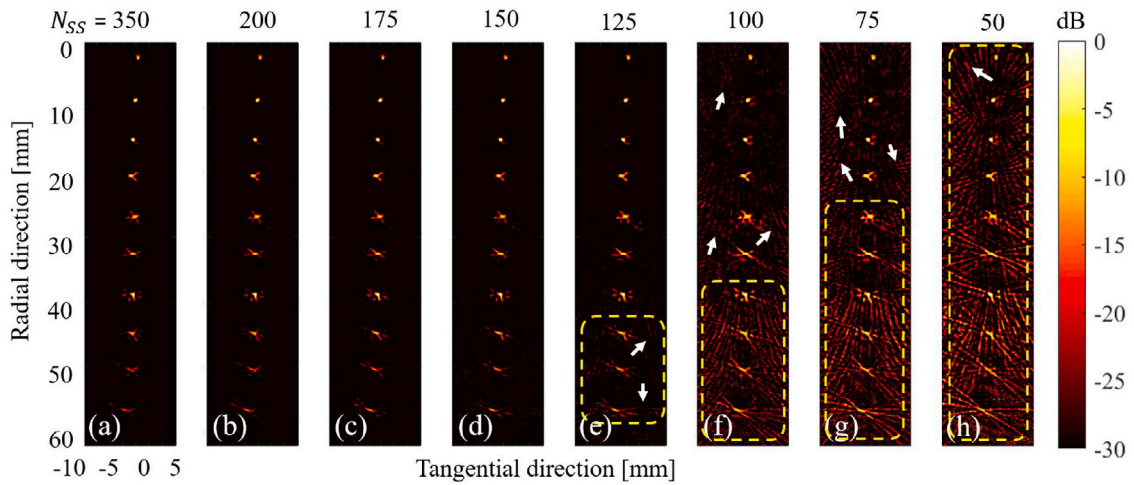 N_SS = 350 200 175 150 125 100 75 50 dB
0 10 20 30 40 50 60
Radial direction [mm]
(a) (b) (c) (d) (e) (f) (g) (h)
0 -5 -10 -15 -20 -25 -30
-10 -5 0 5
Tangential direction [mm]